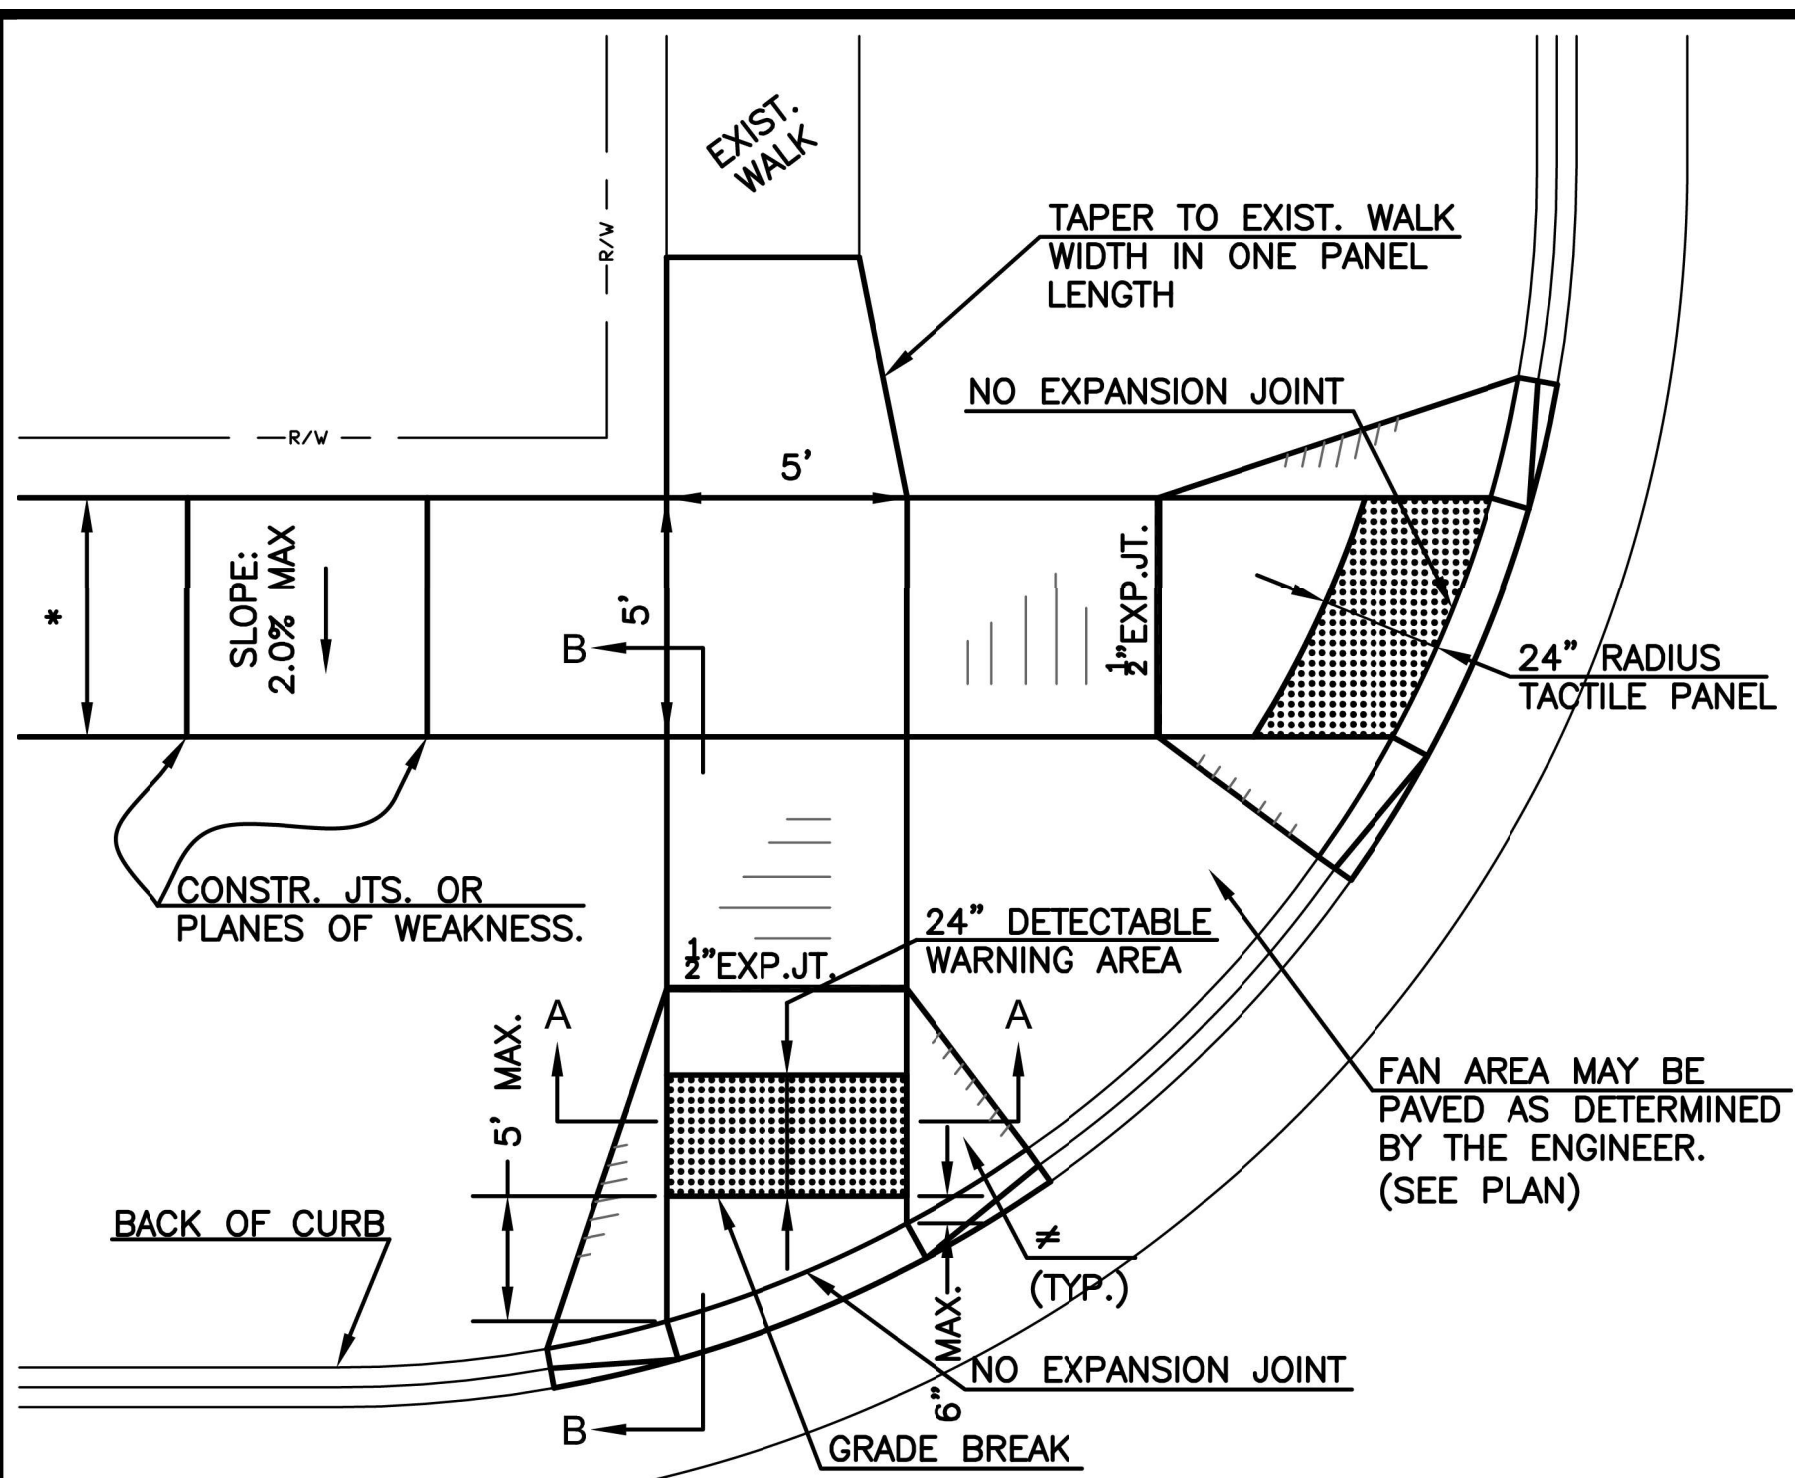 EXIST.
WALK
R/W
TAPER TO EXIST. WALK
WIDTH IN ONE PANEL
LENGTH
NO EXPANSION JOINT
R/W
5'
SLOPE:
2.0% MAX
*
5'
B
½" EXP.JT.
24" RADIUS
TACTILE PANEL
CONSTR. JTS. OR
PLANES OF WEAKNESS.
24" DETECTABLE
WARNING AREA
½" EXP.JT.
A
A
5' MAX.
FAN AREA MAY BE
PAVED AS DETERMINED
BY THE ENGINEER.
(SEE PLAN)
BACK OF CURB
≠
(TYP.)
6" MAX.
NO EXPANSION JOINT
B
GRADE BREAK